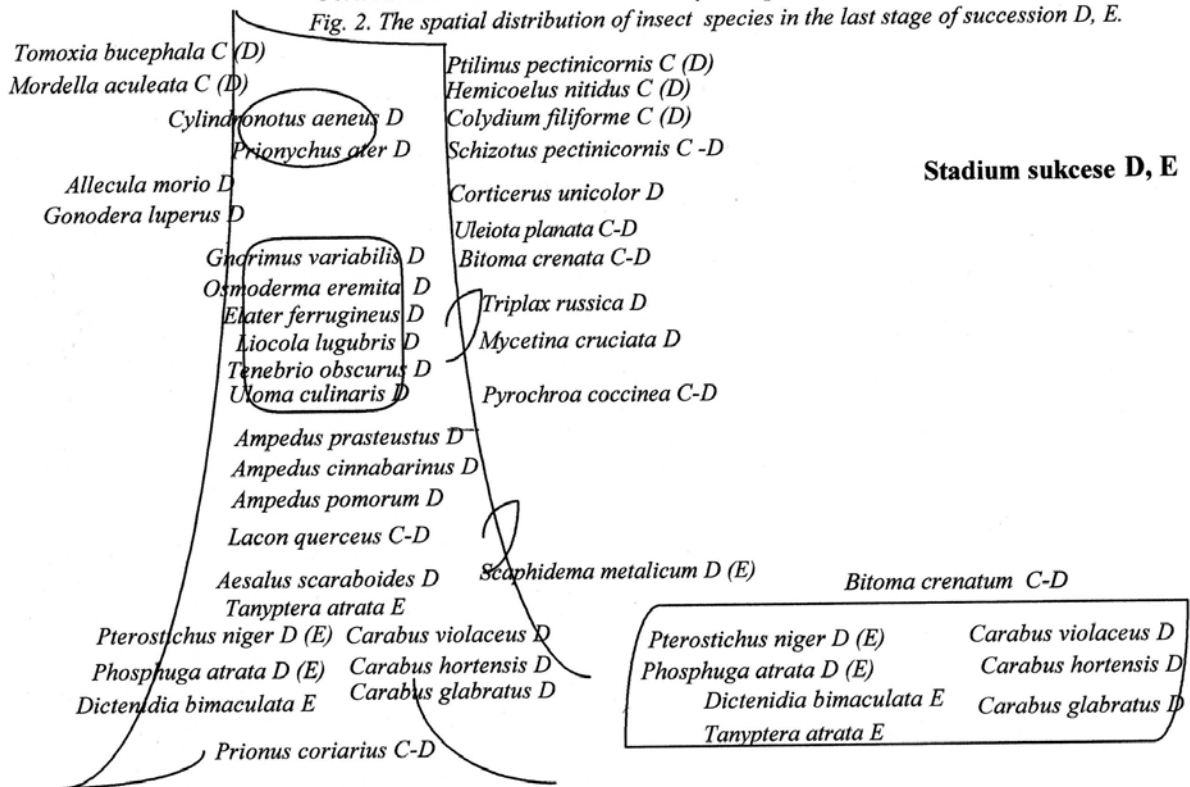 Fig. 2. The spatial distribution of insect species in the last stage of succession D, E.
Tomoxia bucephala C (D)
Mordella aculeata C (D)
Cylindronotus aeneus D
Prionychus ater D
Allecula morio D
Gonodera luperus D
Gnorimus variabilis D
Osmoderma eremita D
Elater ferrugineus D
Liocola lugubris D
Tenebrio obscurus D
Uloma culinaris D
Ampedus prasteustus D
Ampedus cinnabarinus D
Ampedus pomorum D
Lacon querceus C-D
Aesalus scaraboides D
Tanyptera atrata E
Pterostichus niger D (E) Carabus violaceus D
Phosphuga atrata D (E) Carabus hortensis D
Dictenidia bimaculata E Carabus glabratus D
Prionus coriarius C-D
Ptilinus pectinicornis C (D)
Hemicoelus nitidus C (D)
Colydium filiforme C (D)
Schizotus pectinicornis C -D
Corticerus unicolor D
Uleiota planata C-D
Bitoma crenata C-D
Triplax russica D
Mycetina cruciata D
Pyrochroa coccinea C-D
Scaphidema metalicum D (E)
Stadium sukcese D, E
Bitoma crenatum C-D
Pterostichus niger D (E) Carabus violaceus D
Phosphuga atrata D (E) Carabus hortensis D
Dictenidia bimaculata E Carabus glabratus D
Tanyptera atrata E